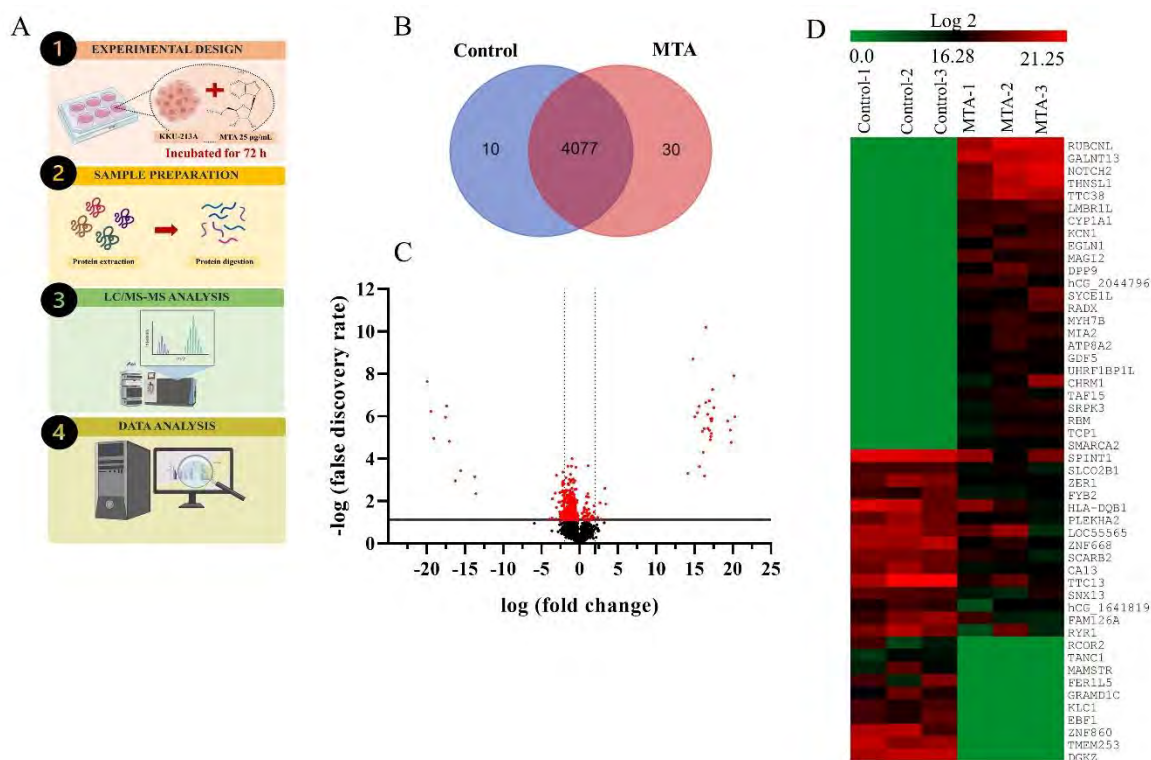 A
1 EXPERIMENTAL DESIGN
KKU-213A
MTA 25 µg/mL
Incubated for 72 h
2 SAMPLE PREPARATION
Protein extraction
Protein digestion
3 LC/MS-MS ANALYSIS
4 DATA ANALYSIS
B
Control MTA
10 4077 30
C
-log (false discovery rate)
12
10
8
6
4
2
0
-20 -15 -10 -5 0 5 10 15 20 25
log (fold change)
D
Log 2
0.0 16.28 21.25
Control-1 Control-2 Control-3 MTA-1 MTA-2 MTA-3
RUBCNL
GALNT13
NOTCH2
THNSL1
TTC38
LMBR1L
CYP1A1
KCN1
EGLN1
MAGI2
DPP9
hCG_2044796
SYCE1L
RADX
MYH7B
MIA2
ATP8A2
GDF5
UHRF1BP1L
CHRM1
TAF15
SRPK3
RBM
TCP1
SMARCA2
SPINT1
SLCO2B1
ZER1
FYB2
HLA-DQB1
PLEKHA2
LOC55565
ZNF668
SCARB2
CA13
TTC13
SNX13
hCG_1641819
FAM126A
RYR1
RCOR2
TANC1
MAMSTR
FER1L5
GRAMD1C
KLC1
EBF1
ZNF860
TMEM253
DGKZ